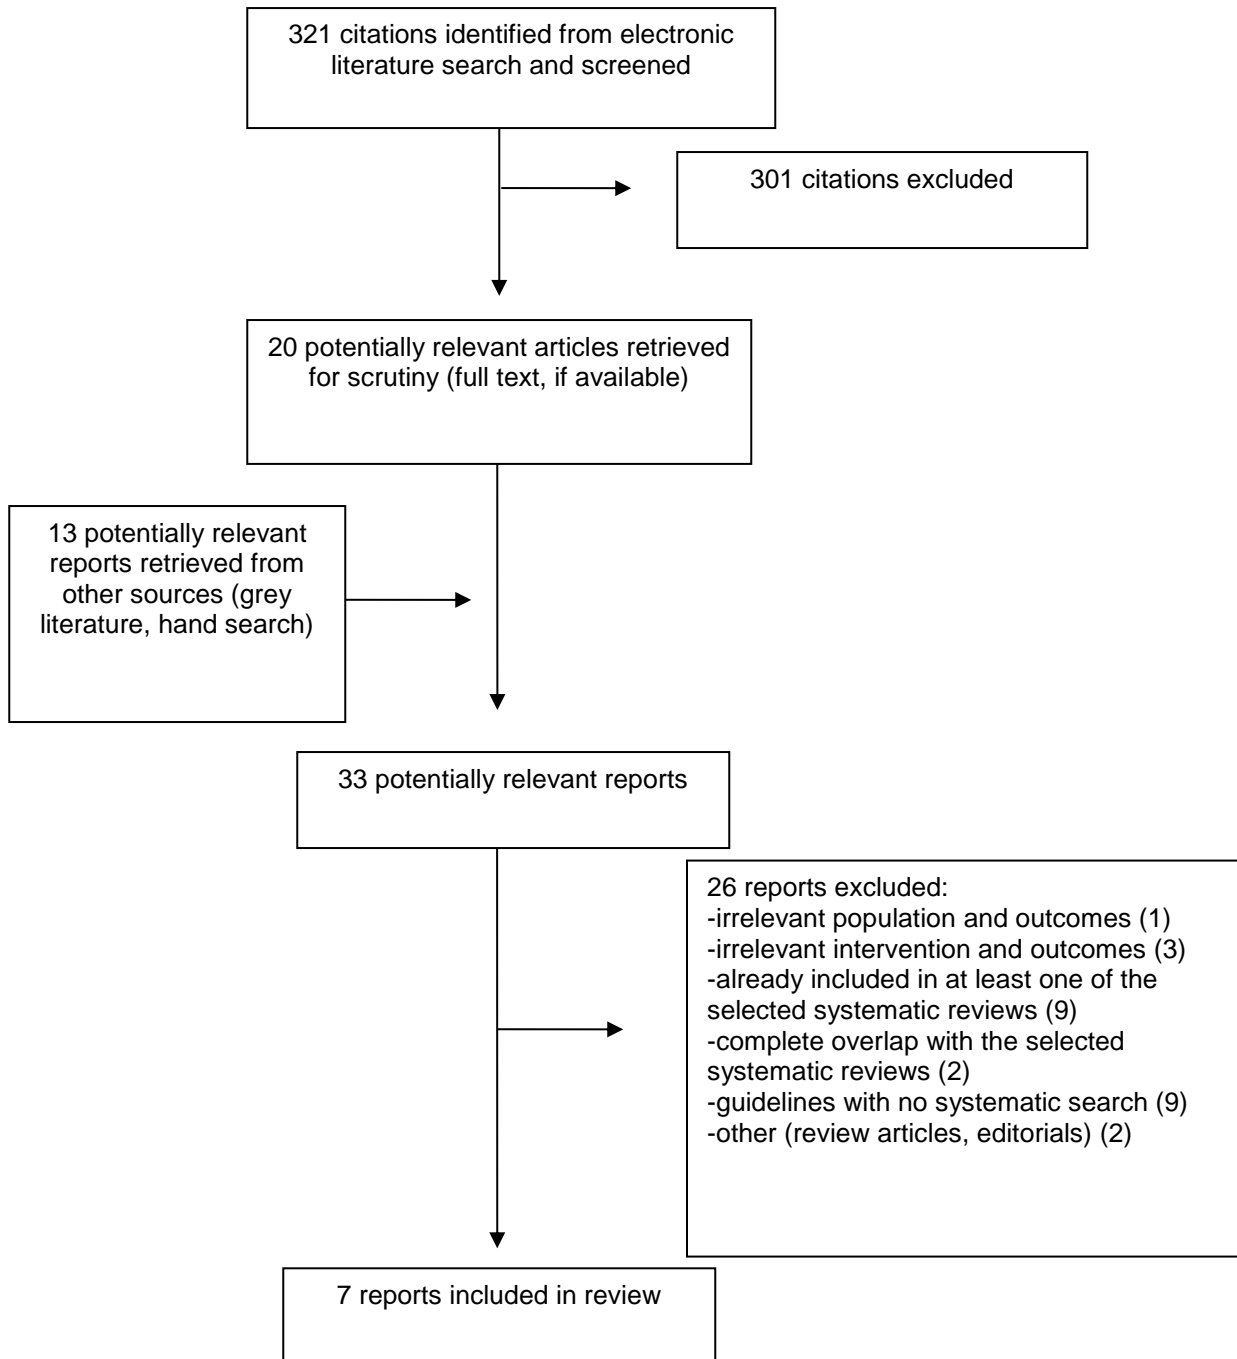 321 citations identified from electronic
literature search and screened
301 citations excluded
20 potentially relevant articles retrieved
for scrutiny (full text, if available)
13 potentially relevant
reports retrieved from
other sources (grey
literature, hand search)
33 potentially relevant reports
26 reports excluded:
-irrelevant population and outcomes (1)
-irrelevant intervention and outcomes (3)
-already included in at least one of the
selected systematic reviews (9)
-complete overlap with the selected
systematic reviews (2)
-guidelines with no systematic search (9)
-other (review articles, editorials) (2)
7 reports included in review